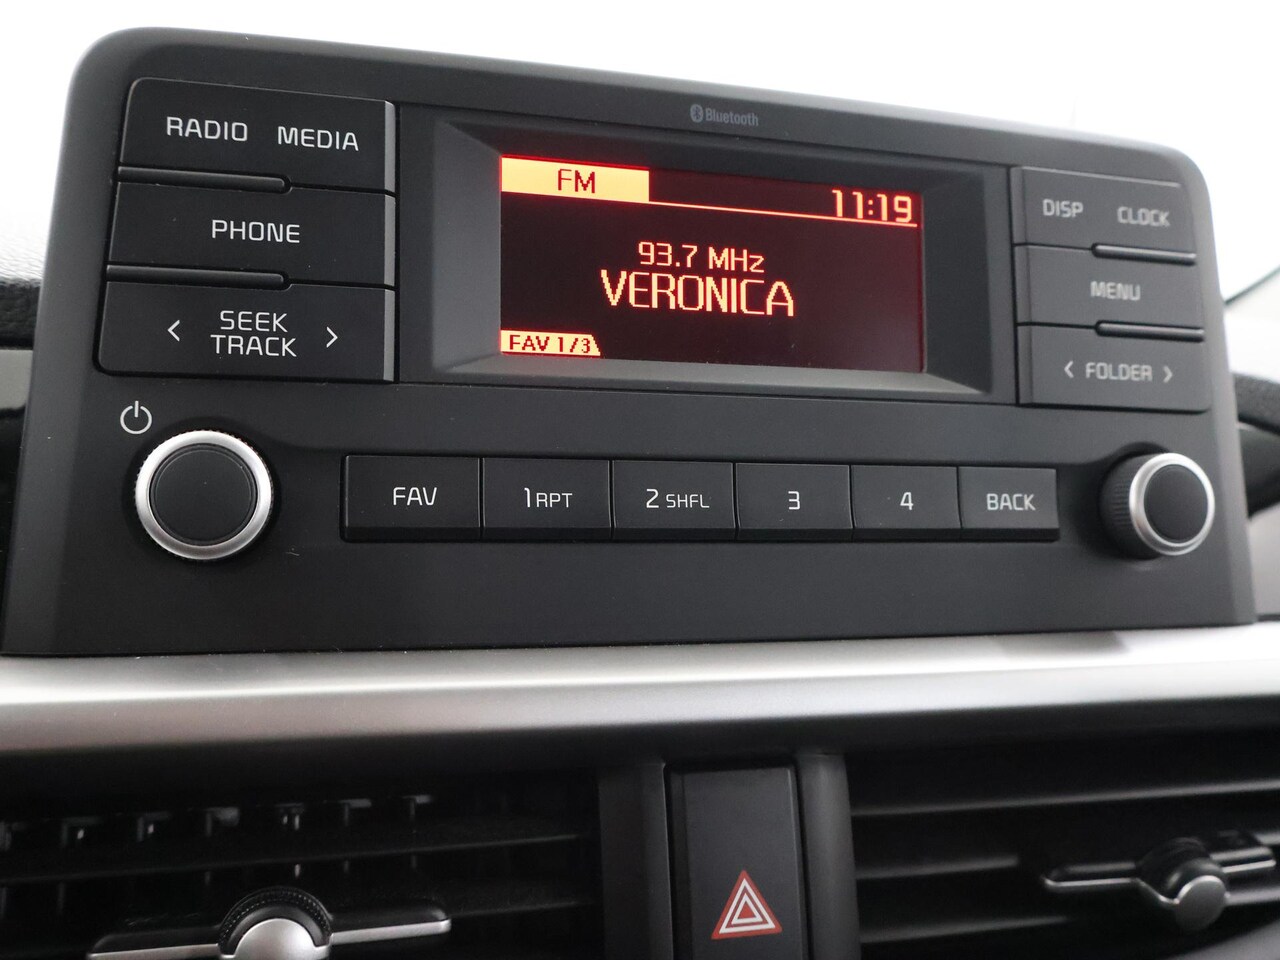 Bluetooth
RADIO MEDIA
PHONE
< SEEK TRACK >
FM
11:19
93.7 MHz
VERONICA
FAV 1/3
DISP CLOCK
MENU
< FOLDER >
FAV 1 RPT 2 SHFL 3 4 BACK